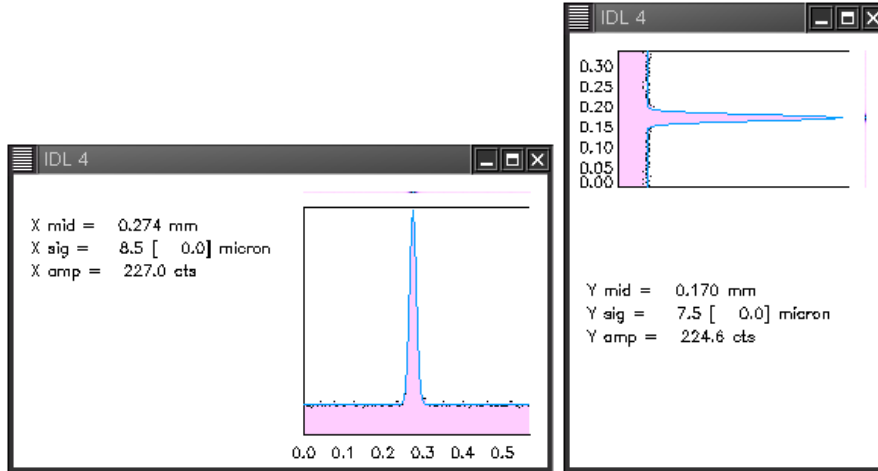 IDL 4
X mid = 0.274 mm
X sig = 8.5 [ 0.0] micron
X amp = 227.0 cts
0.0 0.1 0.2 0.3 0.4 0.5
IDL 4
0.30
0.25
0.20
0.15
0.10
0.05
0.00
Y mid = 0.170 mm
Y sig = 7.5 [ 0.0] micron
Y amp = 224.6 cts